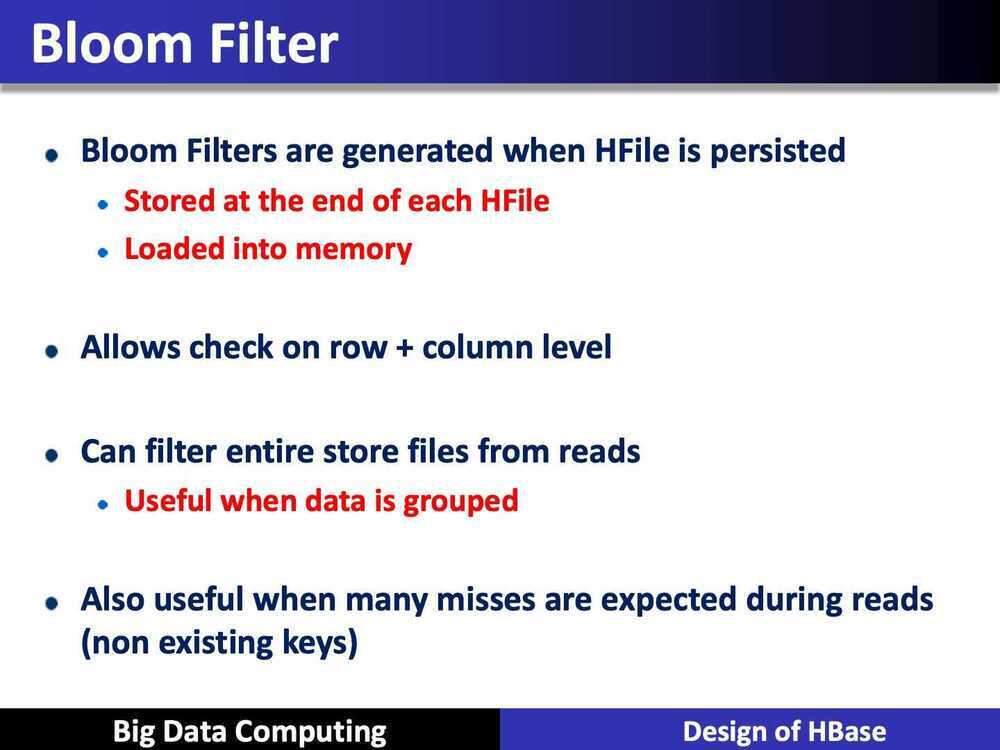 Bloom Filter
• Bloom Filters are generated when HFile is persisted
• Stored at the end of each HFile
• Loaded into memory
• Allows check on row + column level
• Can filter entire store files from reads
• Useful when data is grouped
• Also useful when many misses are expected during reads
(non existing keys)
Big Data Computing
Design of HBase